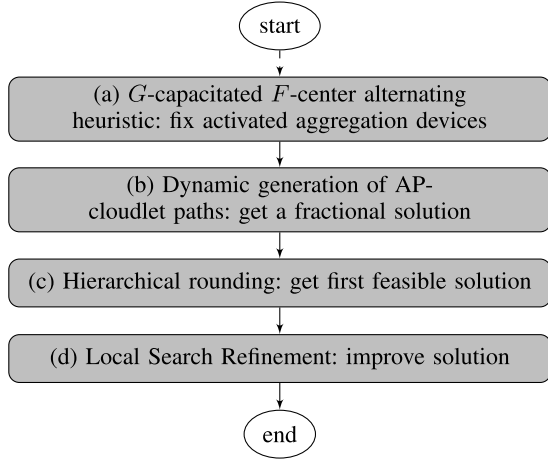 start
(a) G-capacitated F-center alternating
heuristic: fix activated aggregation devices
(b) Dynamic generation of AP-
cloudlet paths: get a fractional solution
(c) Hierarchical rounding: get first feasible solution
(d) Local Search Refinement: improve solution
end